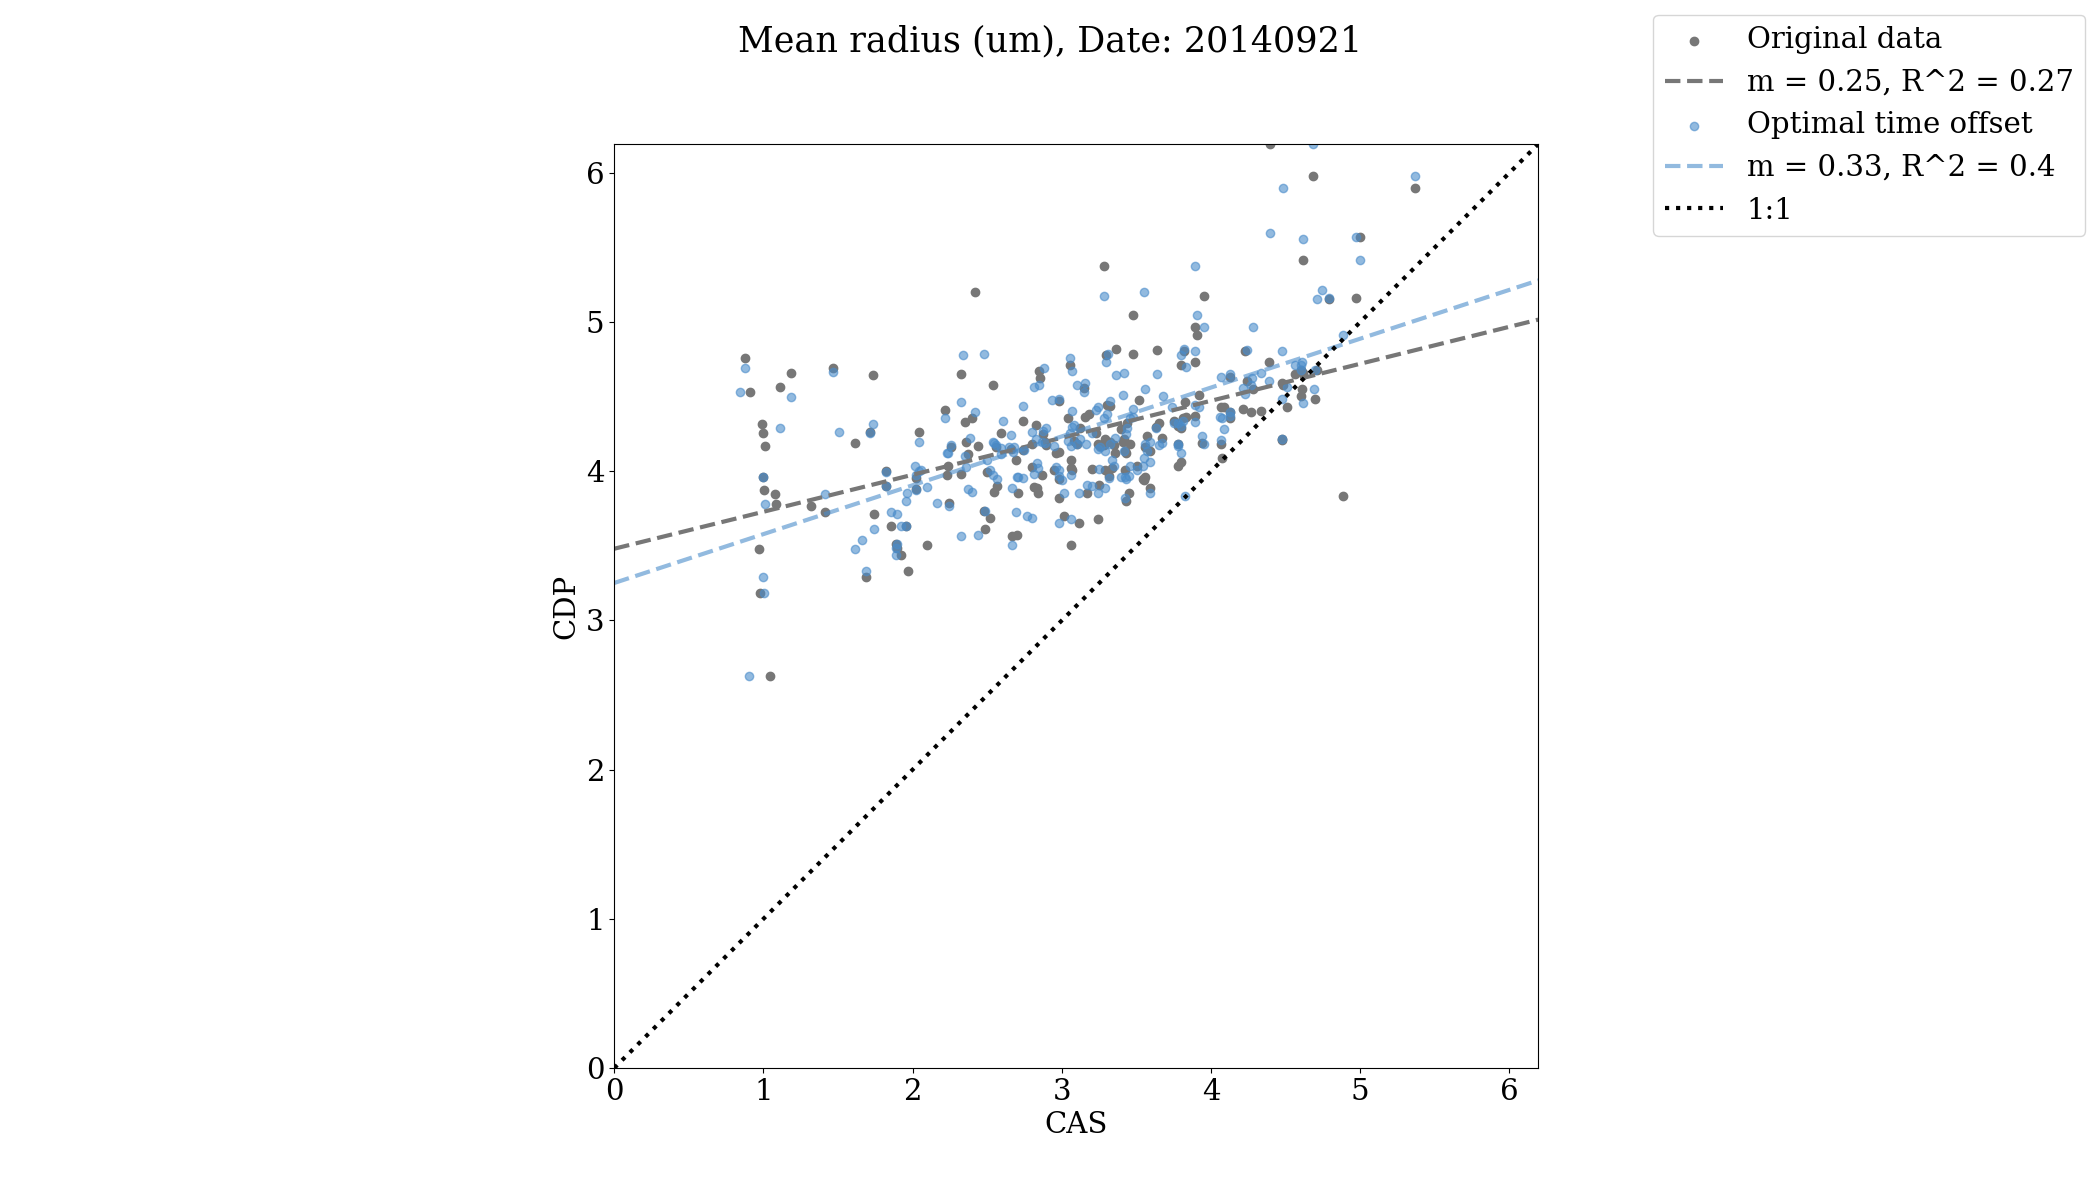 Mean radius (um), Date: 20140921
Original data
m = 0.25, R^2 = 0.27
Optimal time offset
m = 0.33, R^2 = 0.4
1:1
6
5
4
3
2
1
0
CDP
0 1 2 3 4 5 6
CAS